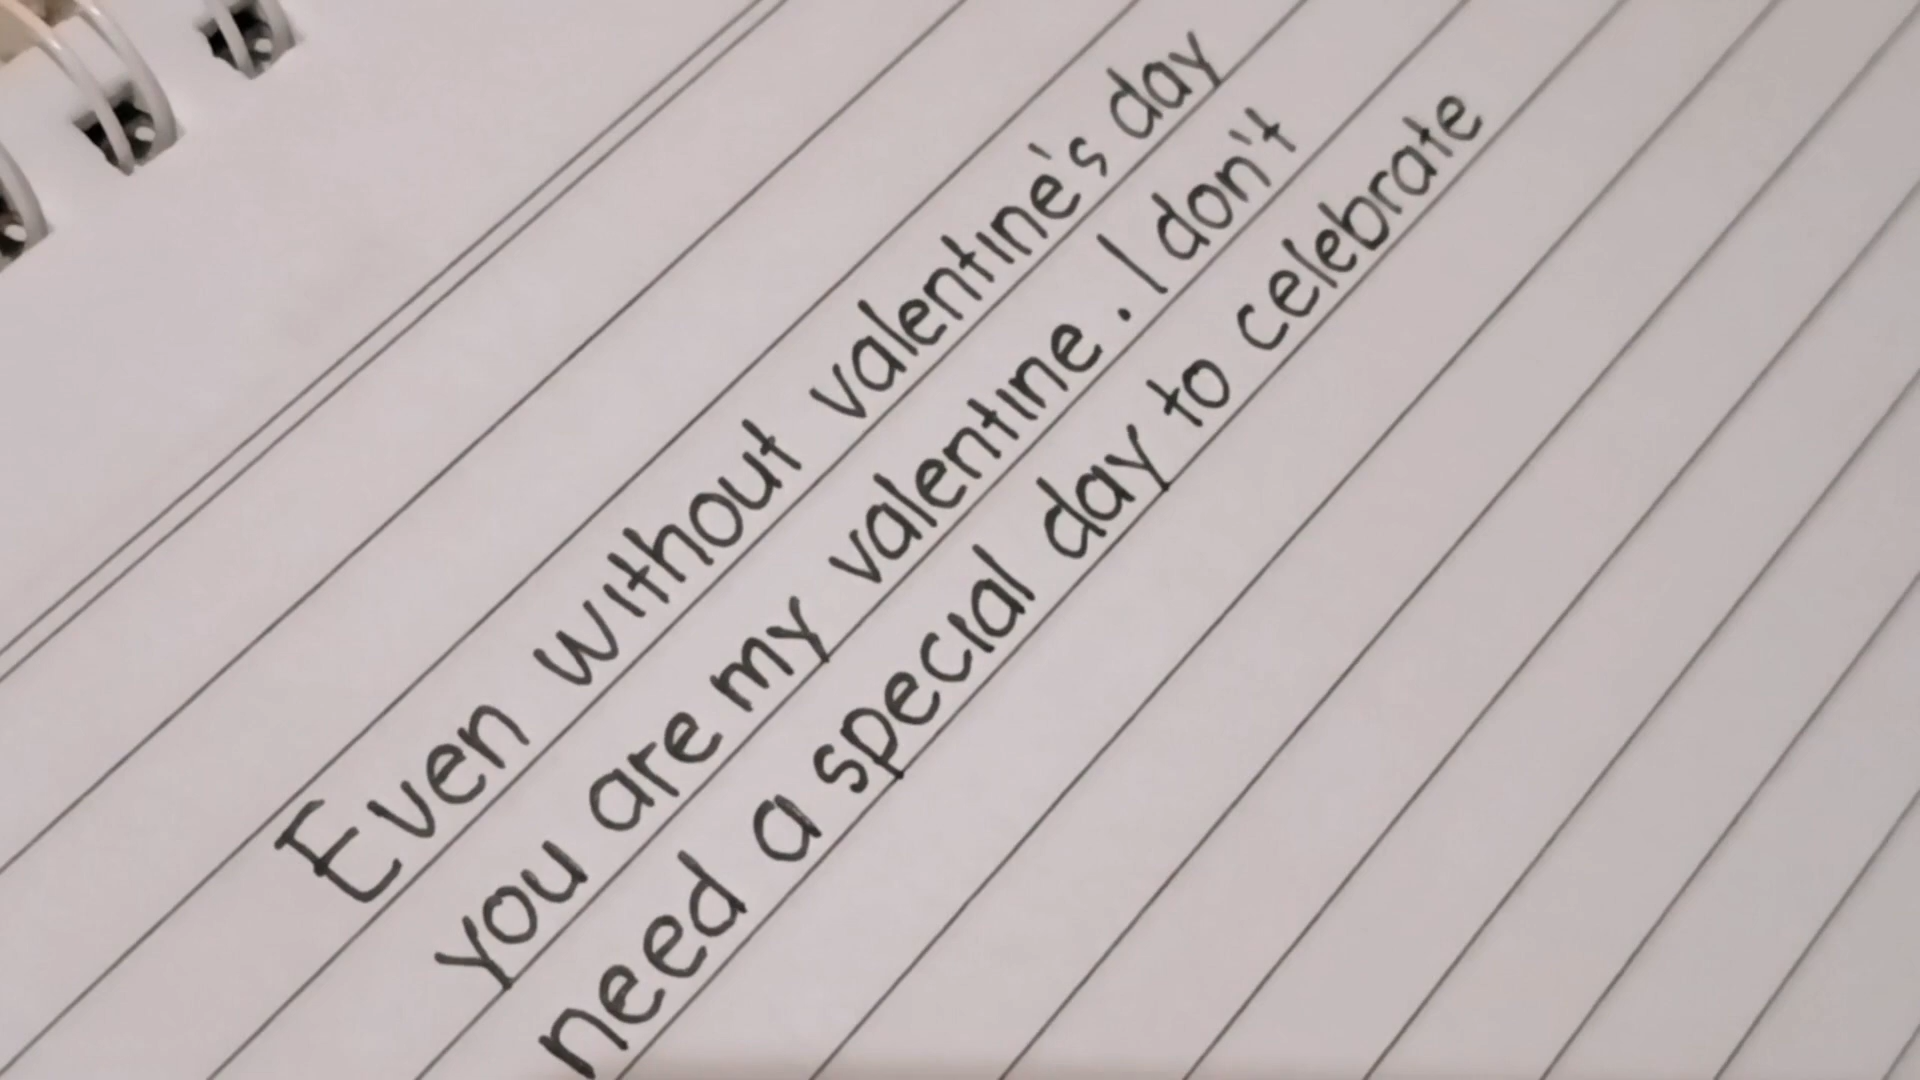 Even without valentine's day
you are my valentine. I don't
need a special day to celebrate